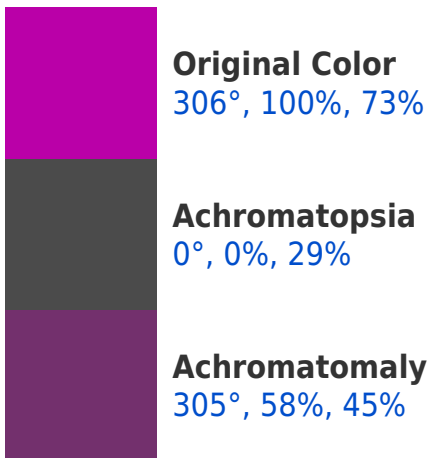 Original Color
306°, 100%, 73%
Achromatopsia
0°, 0%, 29%
Achromatomaly
305°, 58%, 45%